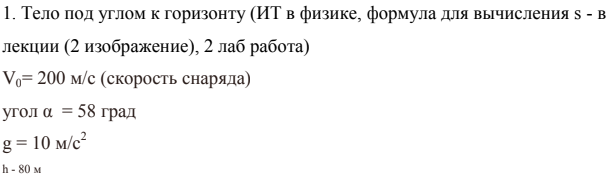 1. Тело под углом к горизонту (ИТ в физике, формула для вычисления s - в
лекции (2 изображение), 2 лаб работа)
V₀= 200 м/с (скорость снаряда)
угол α  = 58 град
g = 10 м/с²
h - 80 м